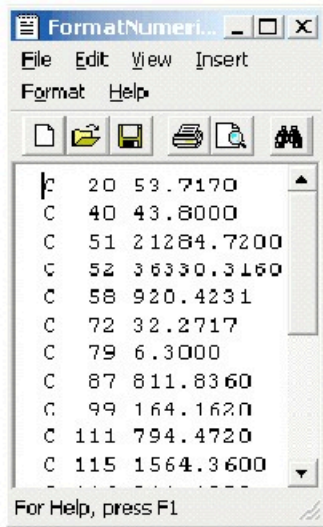 FormatNumeri...
File Edit View Insert
Format Help
C 20 53.7170
C 40 43.8000
C 51 21284.7200
C 52 36330.3160
C 58 920.4231
C 72 32.2717
C 79 6.3000
C 87 811.8360
C 99 164.1620
C 111 794.4720
C 115 1564.3600
For Help, press F1